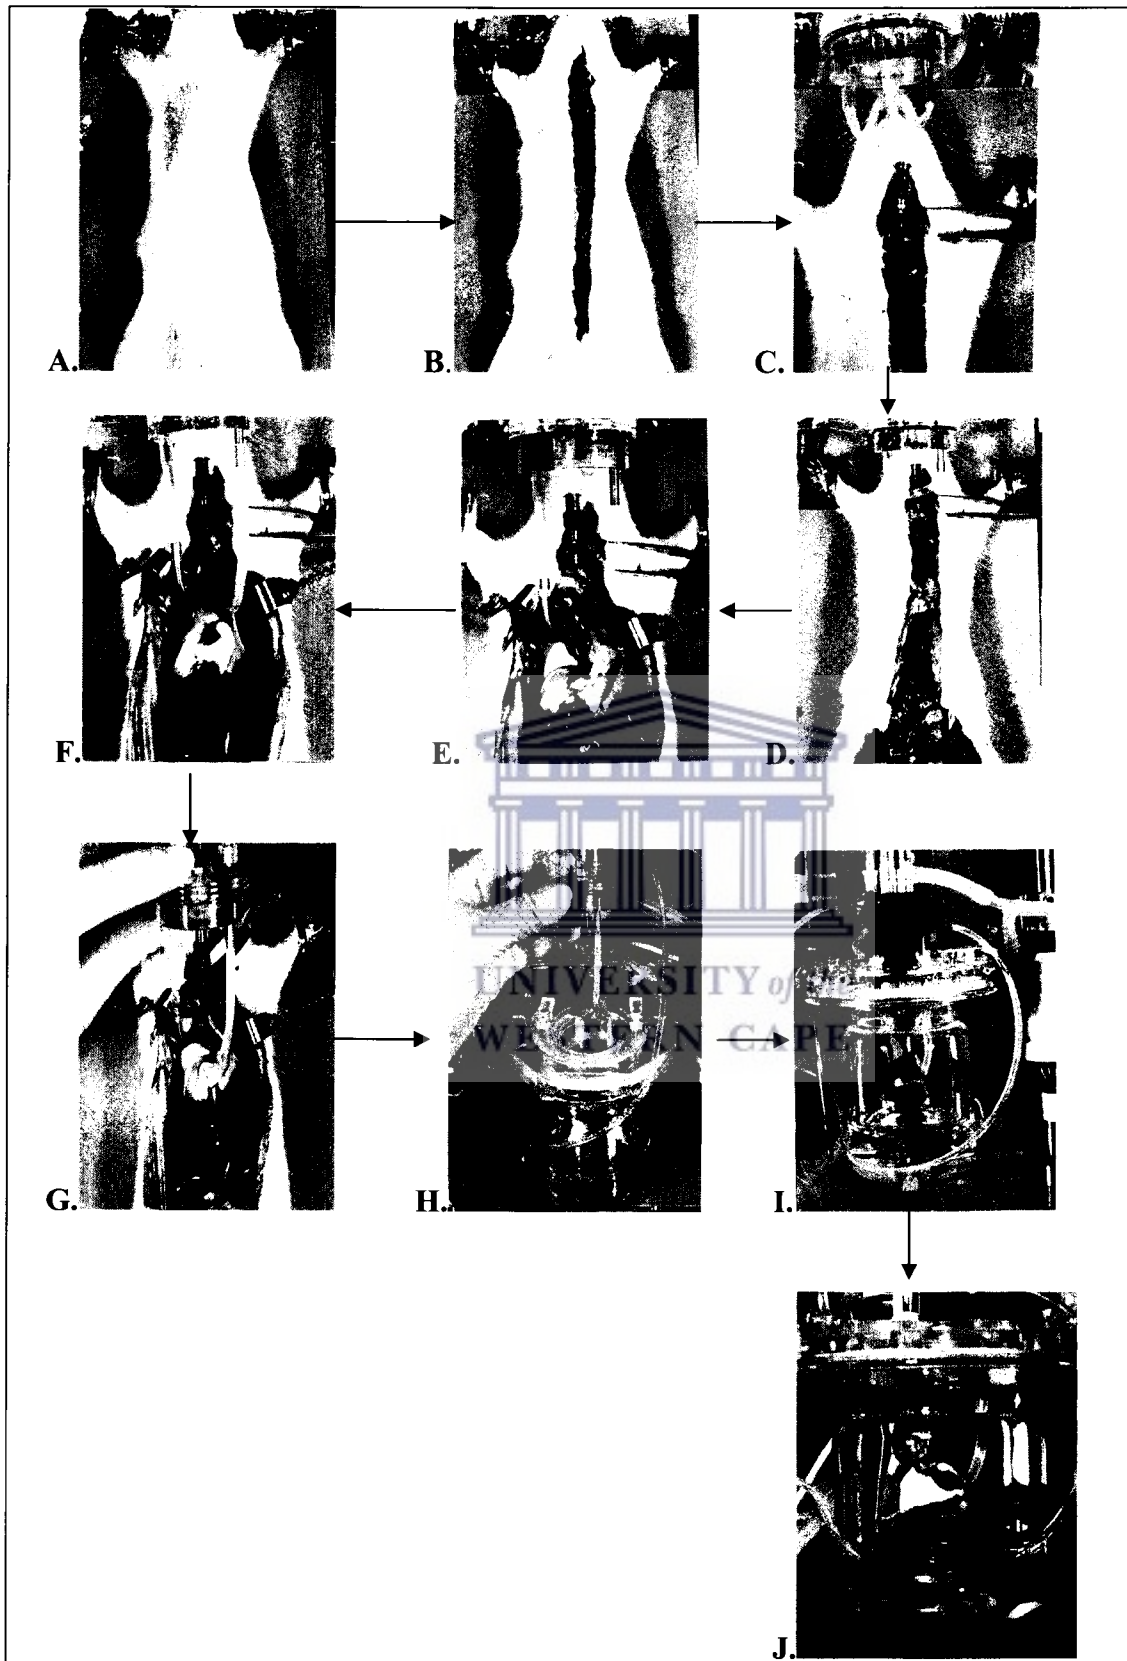 A.
B.
C.
F.
E.
D.
UNIVERSITY of the
WESTERN CAPE
G.
H.
I.
J.